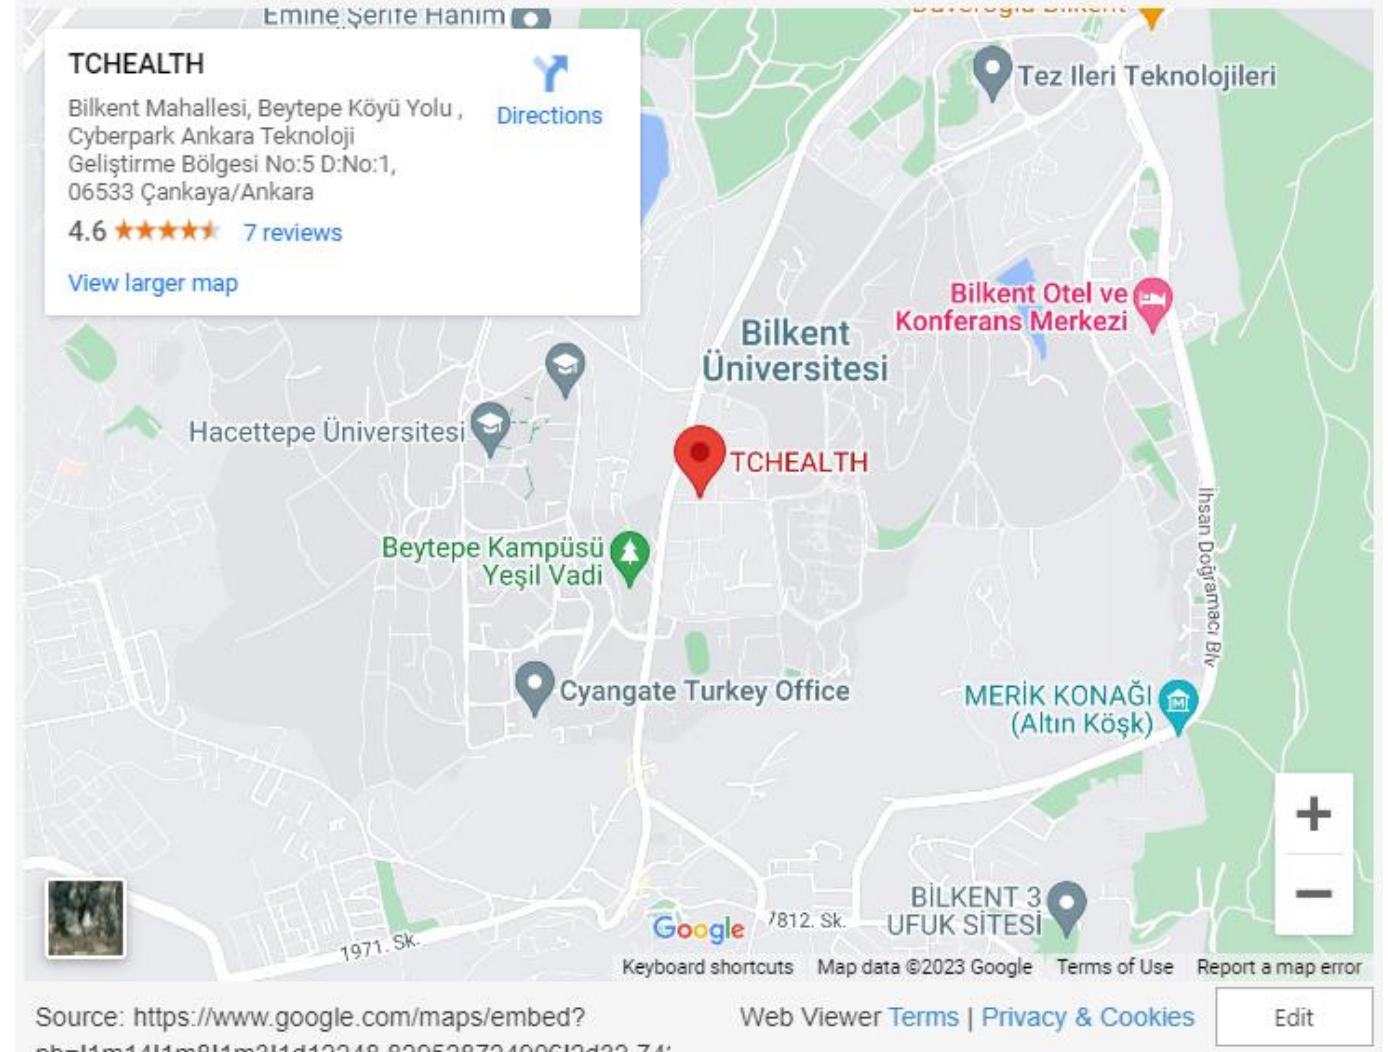 Emine Şerife Hanım
TCHEALTH
Bilkent Mahallesi, Beytepe Köyü Yolu ,
Cyberpark Ankara Teknoloji
Geliştirme Bölgesi No:5 D:No:1,
06533 Çankaya/Ankara
4.6 7 reviews
View larger map
Directions
Tez Ileri Teknolojileri
Bilkent Otel ve
Konferans Merkezi
Bilkent
Üniversitesi
Hacettepe Üniversitesi
TCHEALTH
İhsan Doğramacı Blv
Beytepe Kampüsü
Yeşil Vadi
Cyangate Turkey Office
MERİK KONAĞI
(Altın Köşk)
+
−
BİLKENT 3
UFUK SİTESİ
Google
7812. Sk.
1971. Sk.
Keyboard shortcuts Map data ©2023 Google Terms of Use Report a map error
Source: https://www.google.com/maps/embed?
Web Viewer Terms | Privacy & Cookies
Edit